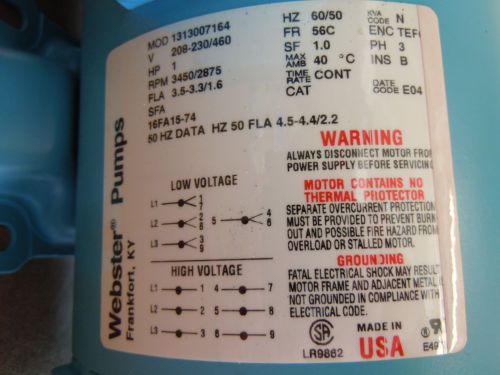 MOD 1313007164
V 208-230/460
HP 1
RPM 3450/2875
FLA 3.5-3.3/1.6
SFA
16FA15-74
50 HZ DATA HZ 50 FLA 4.5-4.4/2.2
HZ 60/50
FR 56C
SF 1.0
MAX AMB 40 °C
TIME RATE CONT
CAT
KVA CODE N
ENC TEFC
PH 3
INS B
DATE CODE E04
Webster® Pumps
Frankfort, KY
LOW VOLTAGE
L1 1 7
L2 2 8
L3 3 9
5 4 6
HIGH VOLTAGE
L1 1 4 7
L2 2 5 8
L3 3 6 9
WARNING
ALWAYS DISCONNECT MOTOR FROM
POWER SUPPLY BEFORE SERVICING
MOTOR CONTAINS NO
THERMAL PROTECTOR
SEPARATE OVERCURRENT PROTECTION
MUST BE PROVIDED TO PREVENT BURN
OUT AND POSSIBLE FIRE HAZARD FROM
OVERLOAD OR STALLED MOTOR.
GROUNDING
FATAL ELECTRICAL SHOCK MAY RESULT
MOTOR FRAME AND ADJACENT METAL
NOT GROUNDED IN COMPLIANCE WITH
ELECTRICAL CODE.
SA
LR9862
MADE IN
USA